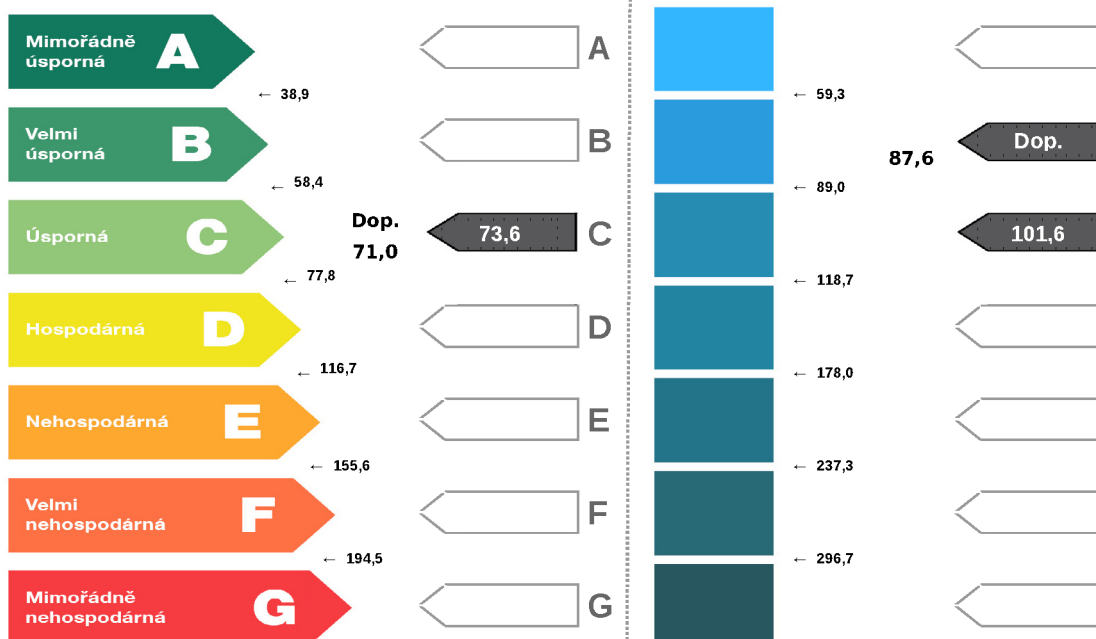 Mimořádně
úsporná
A
A
← 38,9
← 59,3
Velmi
úsporná
B
B
87,6
Dop.
← 58,4
← 89,0
Úsporná
C
Dop.
71,0
73,6
C
101,6
← 77,8
← 118,7
Hospodárná
D
D
← 116,7
← 178,0
Nehospodárná
E
E
← 155,6
← 237,3
Velmi
nehospodárná
F
F
← 194,5
← 296,7
Mimořádně
nehospodárná
G
G